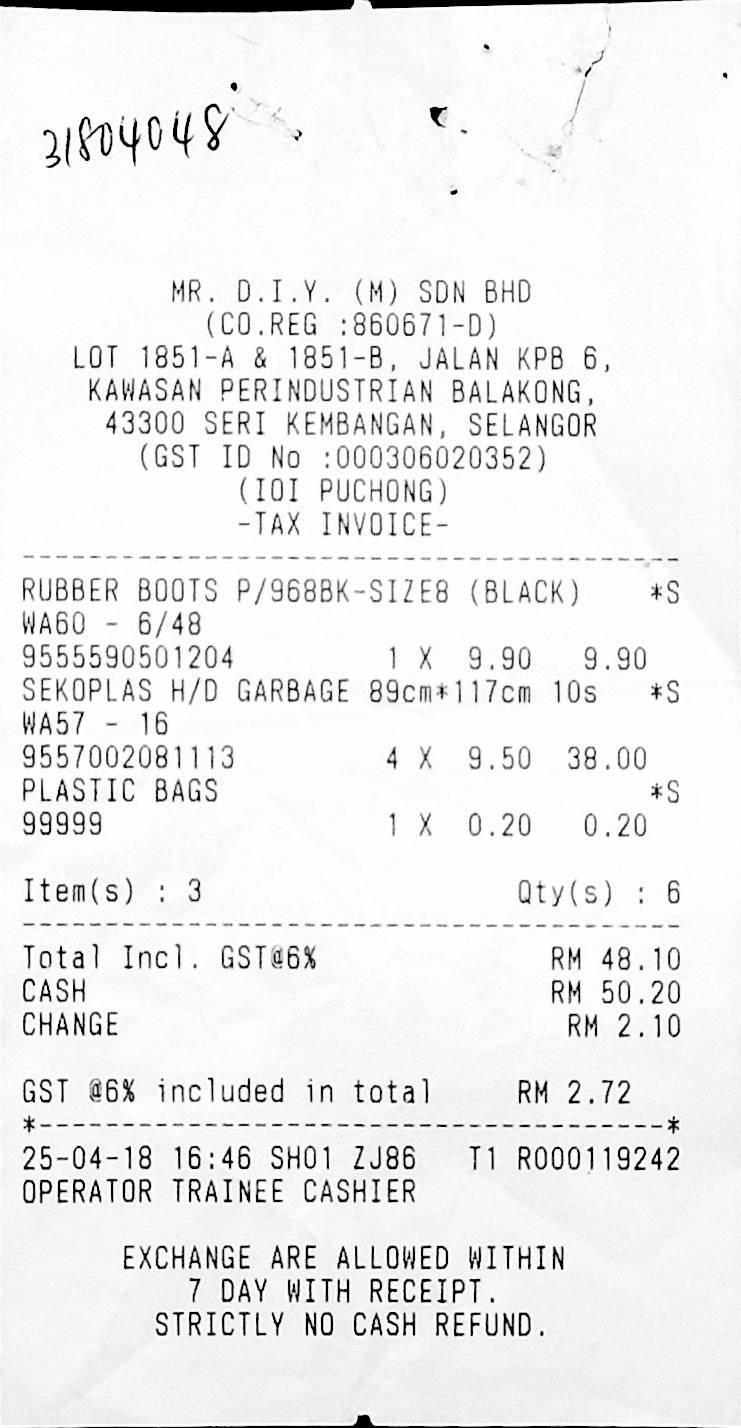 31804048
MR. D.I.Y. (M) SDN BHD
(CO.REG :860671-D)
LOT 1851-A & 1851-B, JALAN KPB 6,
KAWASAN PERINDUSTRIAN BALAKONG,
43300 SERI KEMBANGAN, SELANGOR
(GST ID No :000306020352)
(IOI PUCHONG)
-TAX INVOICE-
RUBBER BOOTS P/968BK-SIZE8 (BLACK) *S
WA60 - 6/48
9555590501204 1 X 9.90 9.90
SEKOPLAS H/D GARBAGE 89cm*117cm 10s *S
WA57 - 16
9557002081113 4 X 9.50 38.00
PLASTIC BAGS *S
99999 1 X 0.20 0.20
Item(s) : 3 Qty(s) : 6
Total Incl. GST@6% RM 48.10
CASH RM 50.20
CHANGE RM 2.10
GST @6% included in total RM 2.72
*--------------------------------------*
25-04-18 16:46 SH01 ZJ86 T1 R000119242
OPERATOR TRAINEE CASHIER
EXCHANGE ARE ALLOWED WITHIN
7 DAY WITH RECEIPT.
STRICTLY NO CASH REFUND.